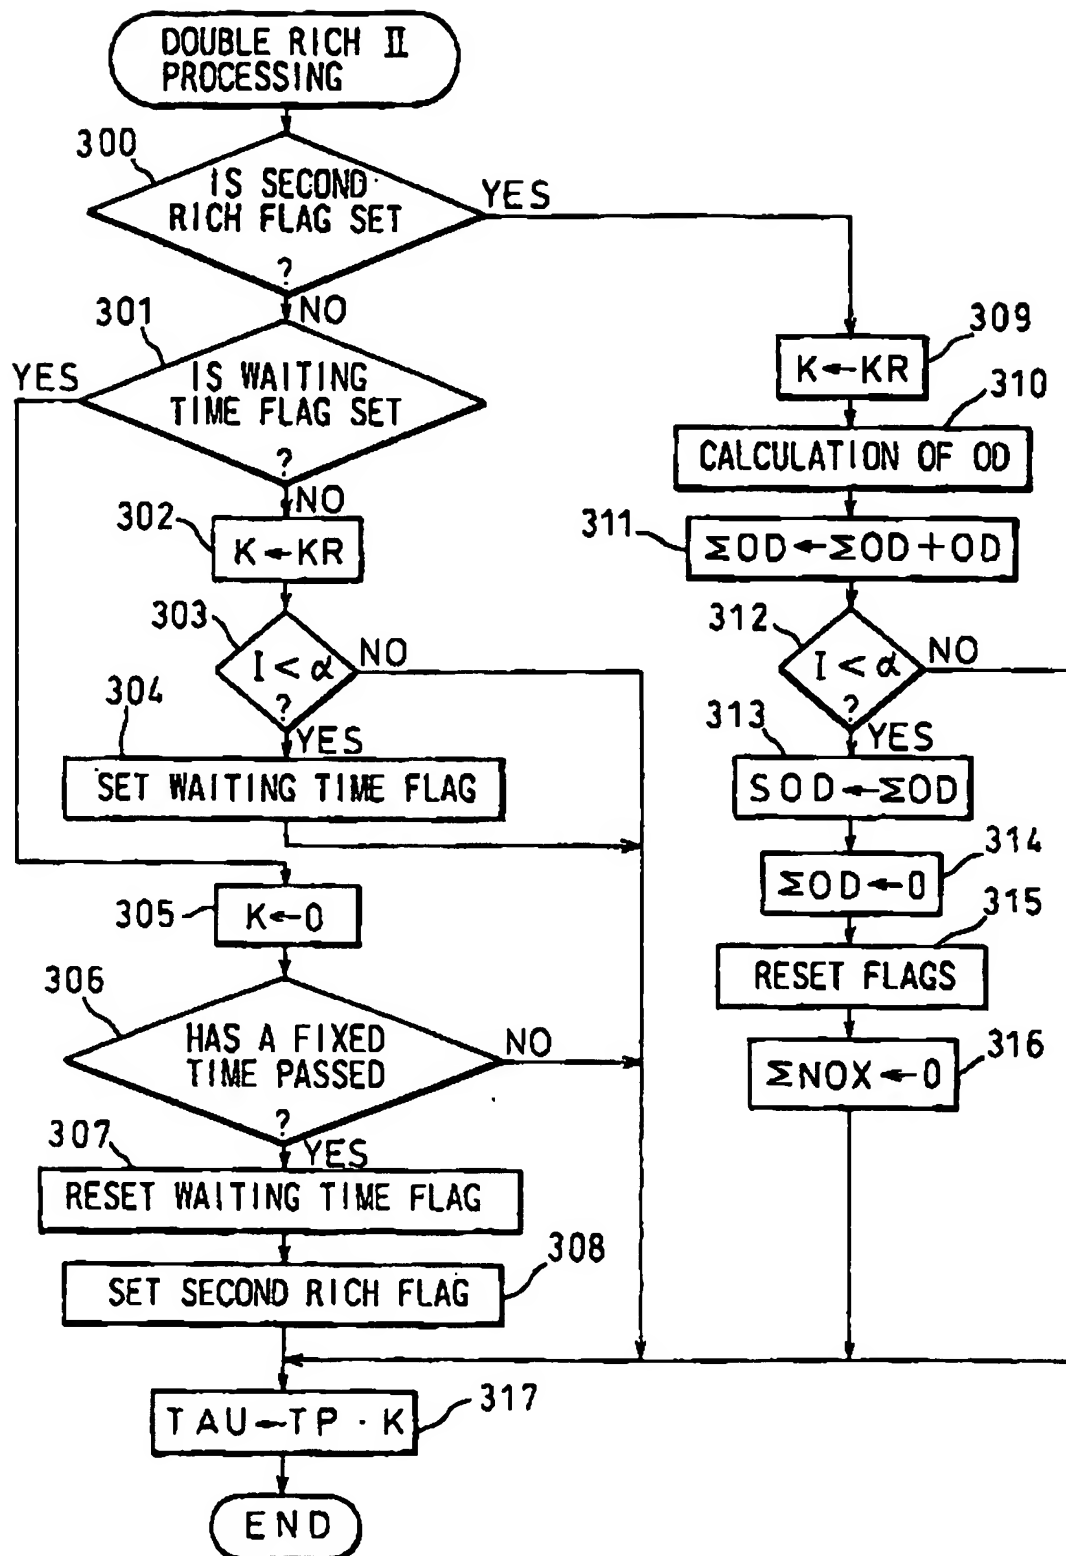 DOUBLE RICH II
PROCESSING
300
IS SECOND
RICH FLAG SET
?
YES
NO
301
YES
IS WAITING
TIME FLAG SET
?
NO
302
K←KR
303
I < α
?
NO
YES
304
SET WAITING TIME FLAG
305
K←0
306
HAS A FIXED
TIME PASSED
?
NO
YES
307
RESET WAITING TIME FLAG
308
SET SECOND RICH FLAG
309
K←KR
310
CALCULATION OF OD
311
ΣOD←ΣOD+OD
312
I < α
?
NO
YES
313
SOD←ΣOD
314
ΣOD←0
315
RESET FLAGS
316
ΣNOX←0
317
TAU←TP · K
END